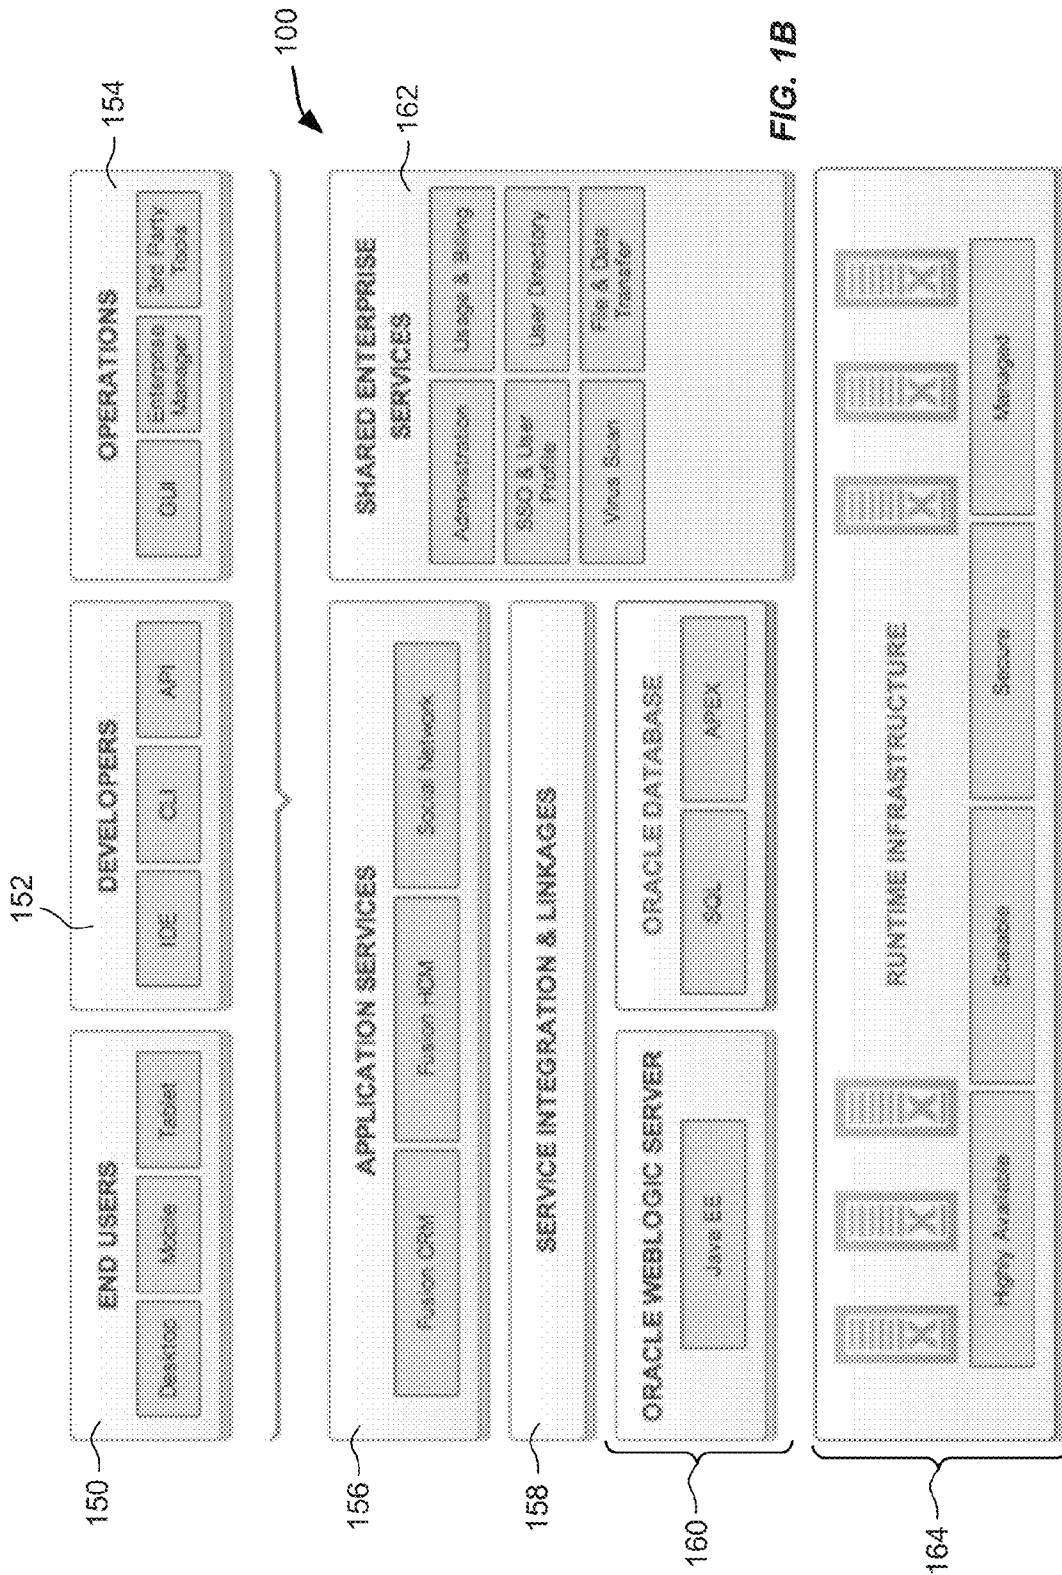 152
154
100
END USERS
Desktop
Mobile
Tablet
150
DEVELOPERS
IDE
CLI
API
OPERATIONS
GUI
Enterprise
Manager
3rd Party
Tools
156
APPLICATION SERVICES
Fusion CRM
Fusion HCM
Social Network
SHARED ENTERPRISE
SERVICES
162
Administration
Usage & Billing
SSO & User
Profile
User Directory
Virus Scan
File & Data
Transfer
158
SERVICE INTEGRATION & LINKAGES
160
ORACLE WEBLOGIC SERVER
Java EE
ORACLE DATABASE
SQL
APEX
FIG. 1B
164
RUNTIME INFRASTRUCTURE
Highly Available
Scalable
Secure
Managed